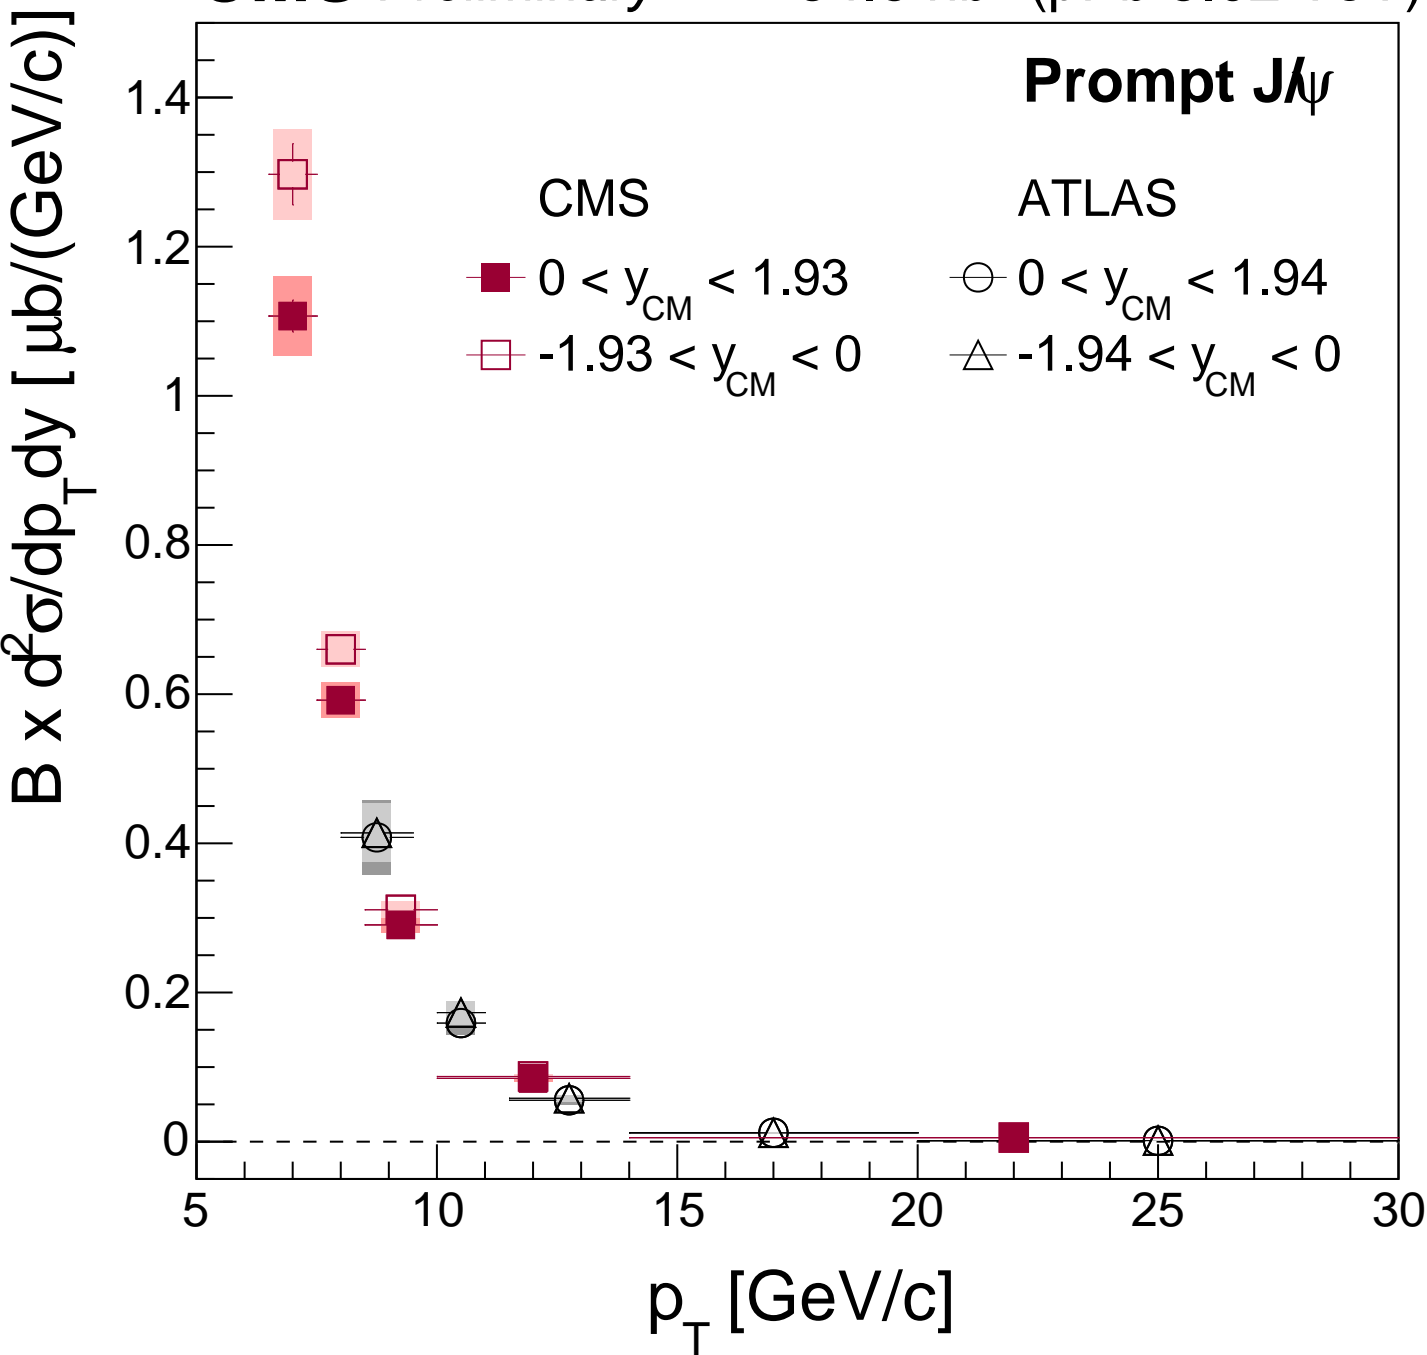 Prompt J/ψ
CMS ATLAS
0 < y_CM < 1.93 0 < y_CM < 1.94
-1.93 < y_CM < 0 -1.94 < y_CM < 0
B x d²σ/dp_T dy [ μb/(GeV/c)]
1.4
1.2
1
0.8
0.6
0.4
0.2
0
5 10 15 20 25 30
p_T [GeV/c]